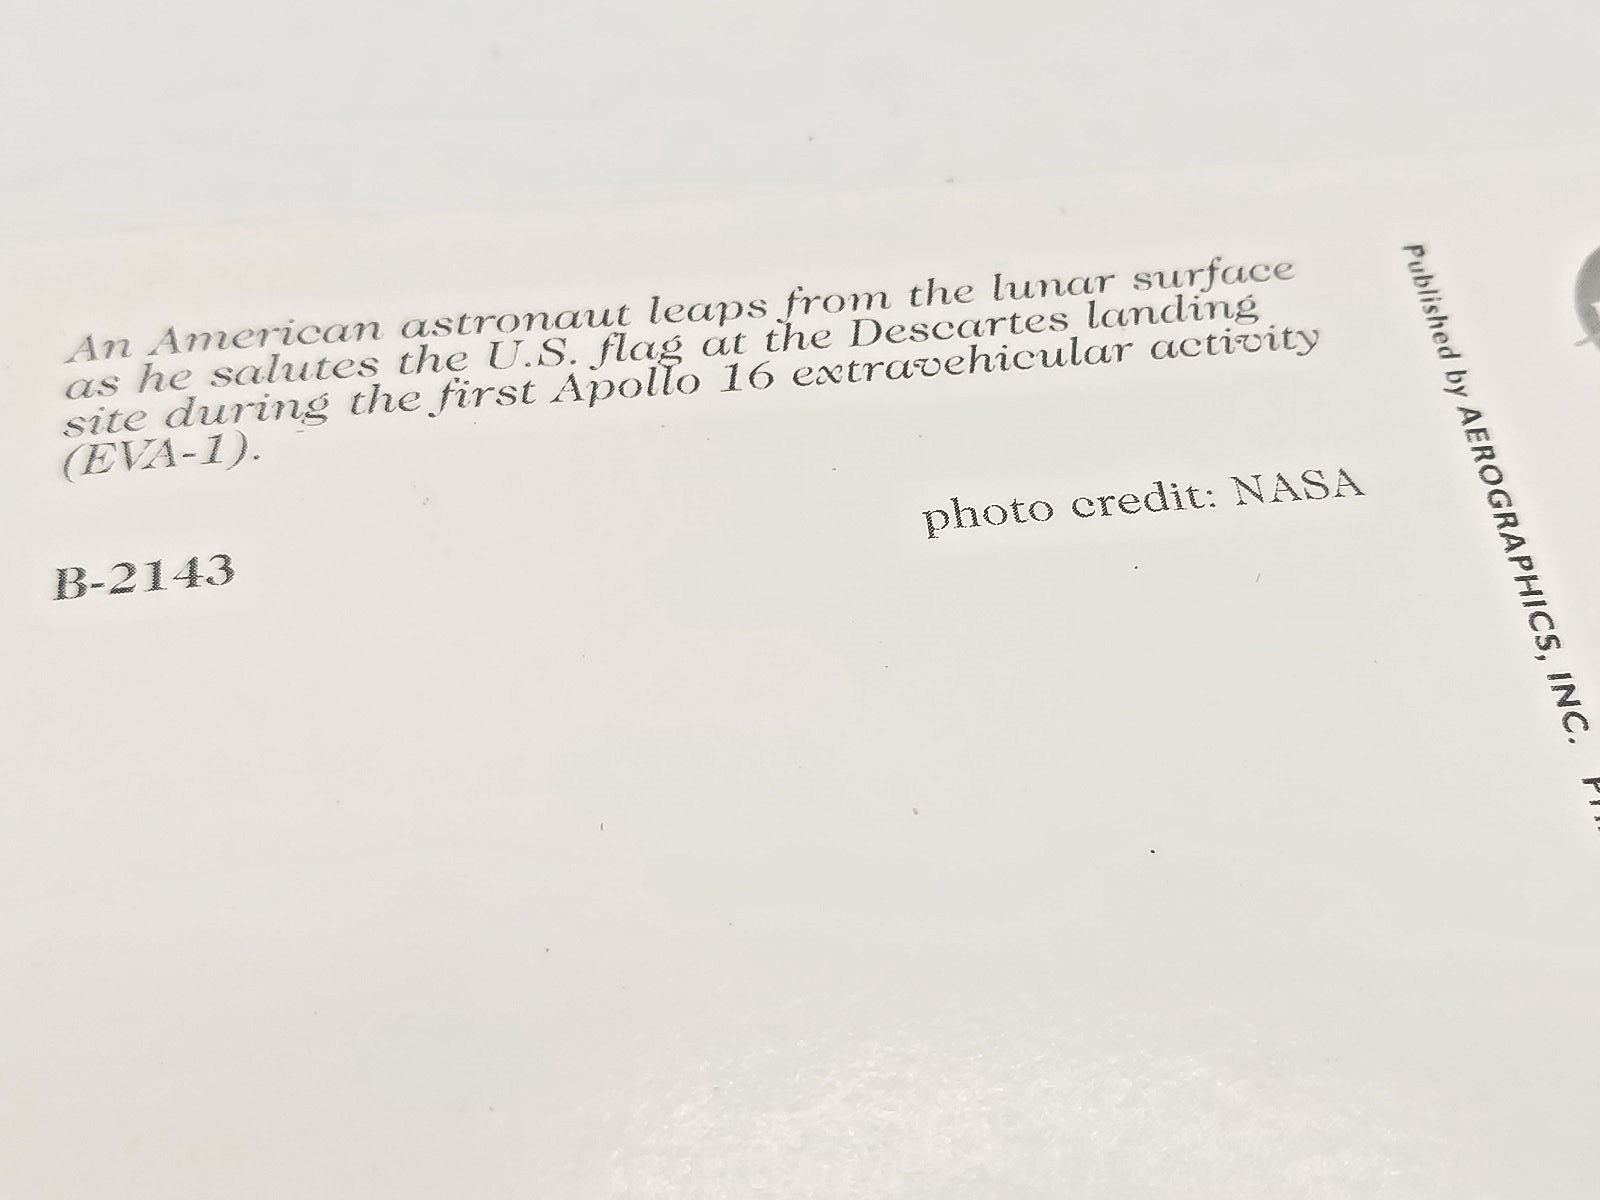 An American astronaut leaps from the lunar surface
as he salutes the U.S. flag at the Descartes landing
site during the first Apollo 16 extravehicular activity
(EVA-1).
photo credit: NASA
B-2143
Published by AEROGRAPHICS, INC.